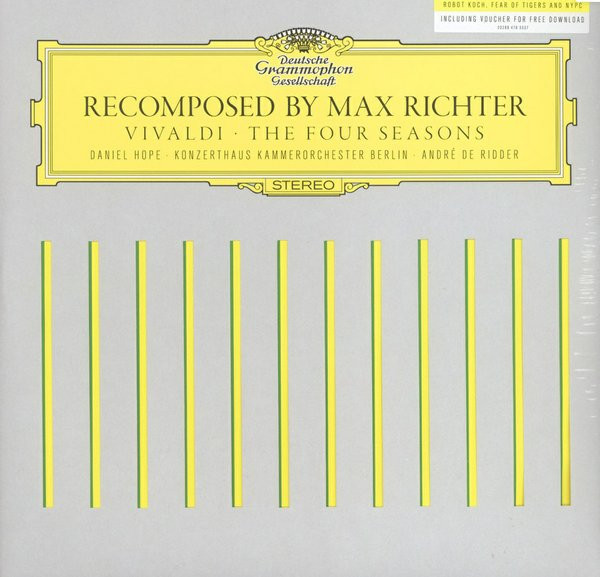 ROBOT KOCH, FEAR OF TIGERS AND NYPC
INCLUDING VOUCHER FOR FREE DOWNLOAD
Deutsche
Grammophon
Gesellschaft
RECOMPOSED BY MAX RICHTER
VIVALDI · THE FOUR SEASONS
DANIEL HOPE · KONZERTHAUS KAMMERORCHESTER BERLIN · ANDRÉ DE RIDDER
STEREO